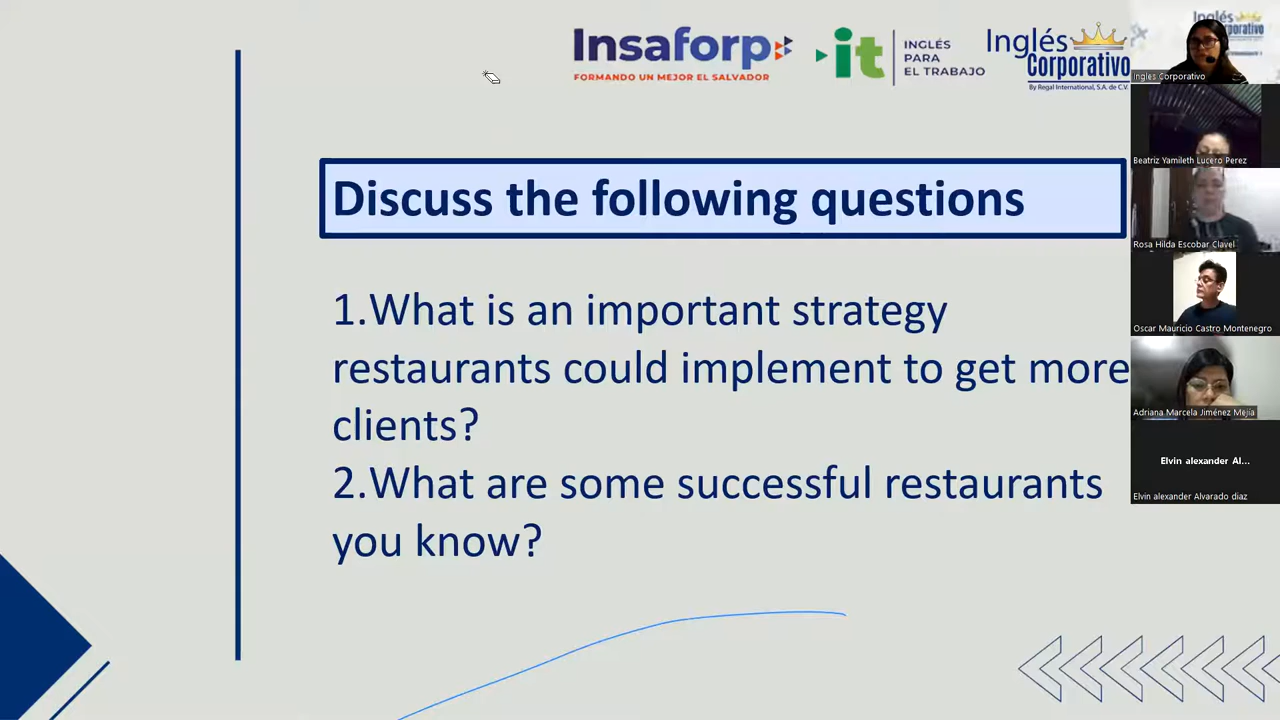 Insaforp
FORMANDO UN MEJOR EL SALVADOR
it
INGLÉS
PARA
EL TRABAJO
Inglés
Corporativo
By Regal International, S.A. de C.V.
Inglés
Corporativo
Ingles Corporativo
Beatriz Yamileth Lucero Perez
Rosa Hilda Escobar Clavel
Oscar Mauricio Castro Montenegro
Adriana Marcela Jiménez Mejía
Elvin alexander Al...
Elvin alexander Alvarado diaz
Discuss the following questions
1.What is an important strategy
restaurants could implement to get more
clients?
2.What are some successful restaurants
you know?